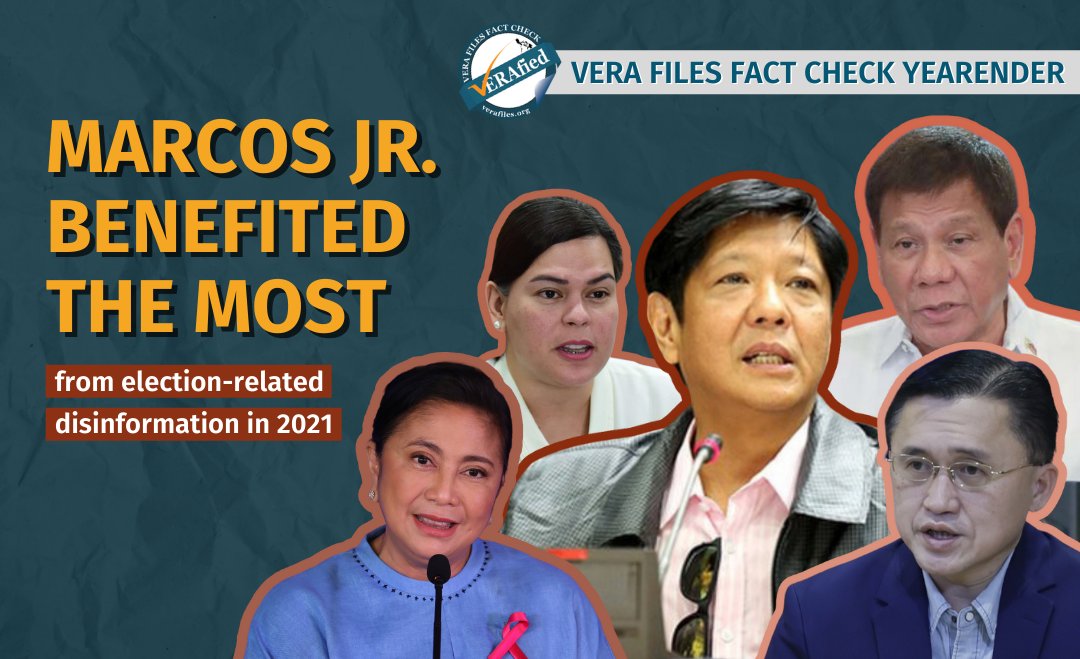 VERA FILES FACT CHECK
VERAfied
verafiles.org
VERA FILES FACT CHECK YEARENDER
MARCOS JR.
BENEFITED
THE MOST
from election-related
disinformation in 2021